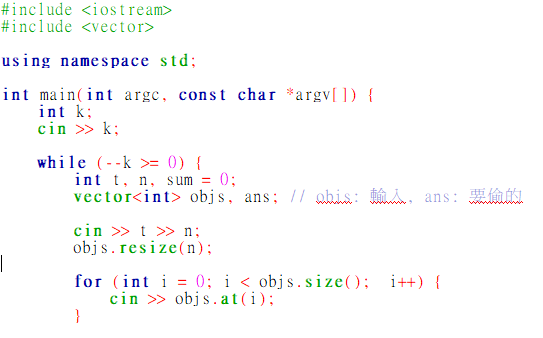 #include <iostream>
#include <vector>
using namespace std;
int main(int argc, const char *argv[]) {
int k;
cin >> k;
while (--k >= 0) {
int t, n, sum = 0;
vector<int> objs, ans; // objs: 輸入, ans: 要偷的
cin >> t >> n;
objs.resize(n);
for (int i = 0; i < objs.size(); i++) {
cin >> objs.at(i);
}